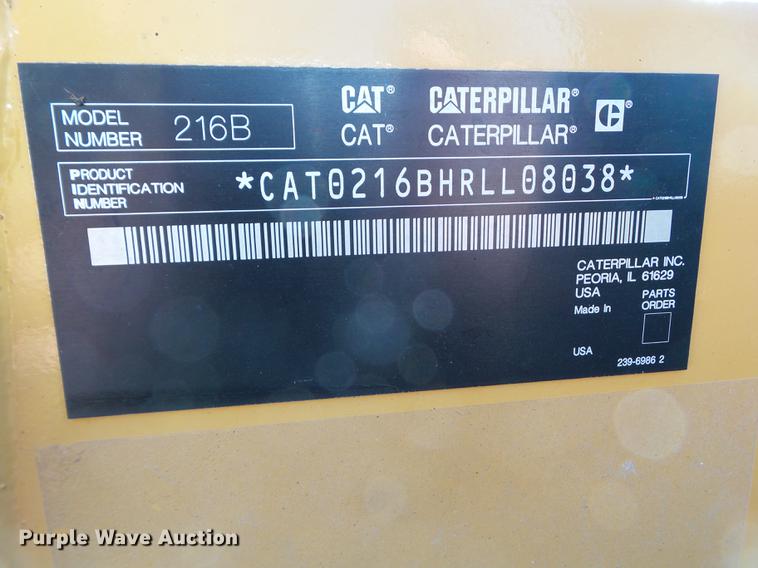 MODEL NUMBER 216B
CAT® CATERPILLAR® C®
CAT® CATERPILLAR®
PRODUCT IDENTIFICATION NUMBER
*CAT0216BHRLL08038*
CATERPILLAR INC.
PEORIA, IL 61629
USA
PARTS ORDER
Made In
USA
239-6986 2
Purple Wave Auction